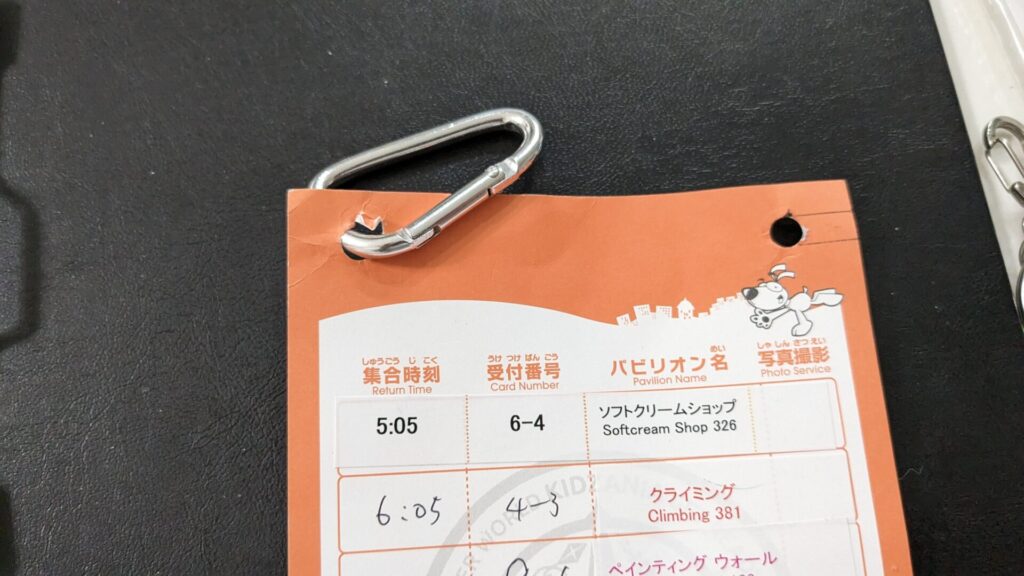 しゅうごう じ こく
集合時刻
Return Time
うけ つけ ばん ごう
受付番号
Card Number
めい
パビリオン名
Pavilion Name
しゃ しん さつ えい
写真撮影
Photo Service
5:05
6-4
ソフトクリームショップ
Softcream Shop 326
6:05
4-3
クライミング
Climbing 381
WORLD KIDZANIA
ペインティング ウォール